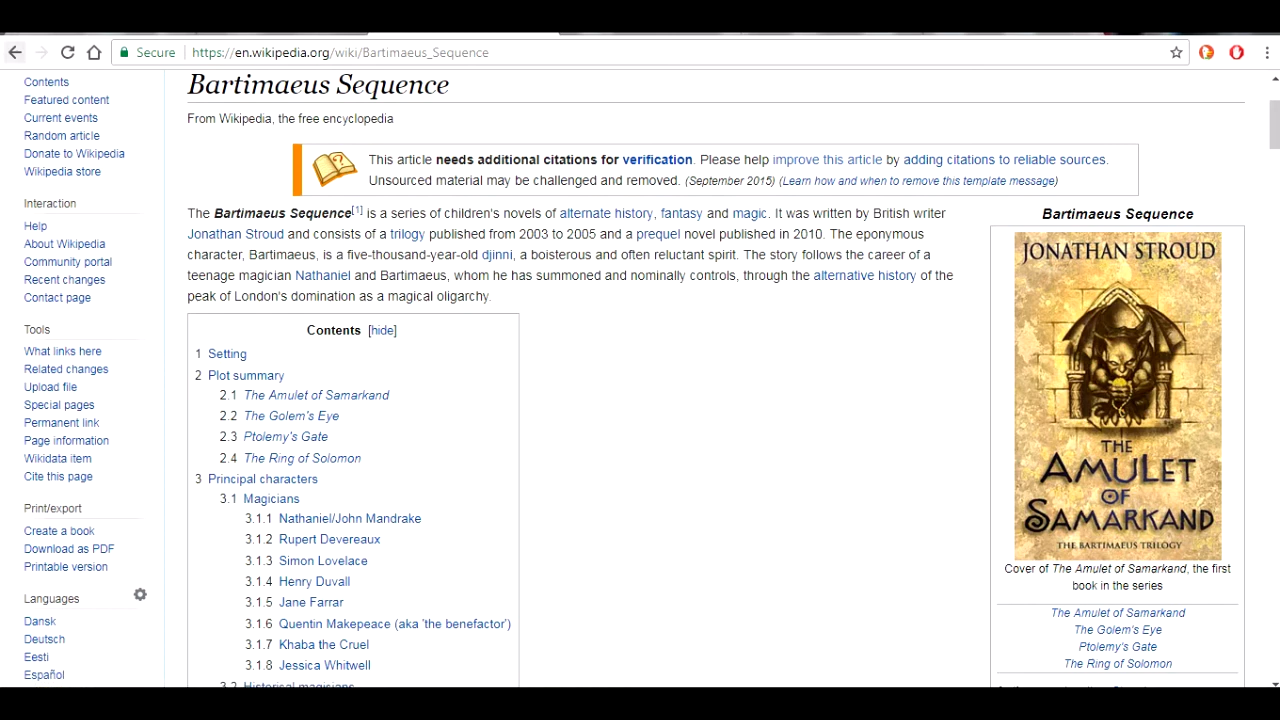 Secure https://en.wikipedia.org/wiki/Bartimaeus_Sequence
Contents
Featured content
Current events
Random article
Donate to Wikipedia
Wikipedia store
Interaction
Help
About Wikipedia
Community portal
Recent changes
Contact page
Tools
What links here
Related changes
Upload file
Special pages
Permanent link
Page information
Wikidata item
Cite this page
Print/export
Create a book
Download as PDF
Printable version
Languages
Dansk
Deutsch
Eesti
Español
Bartimaeus Sequence
From Wikipedia, the free encyclopedia
This article needs additional citations for verification. Please help improve this article by adding citations to reliable sources.
Unsourced material may be challenged and removed. (September 2015) (Learn how and when to remove this template message)
The Bartimaeus Sequence[1] is a series of children's novels of alternate history, fantasy and magic. It was written by British writer
Jonathan Stroud and consists of a trilogy published from 2003 to 2005 and a prequel novel published in 2010. The eponymous
character, Bartimaeus, is a five-thousand-year-old djinni, a boisterous and often reluctant spirit. The story follows the career of a
teenage magician Nathaniel and Bartimaeus, whom he has summoned and nominally controls, through the alternative history of the
peak of London's domination as a magical oligarchy.
Contents [hide]
1 Setting
2 Plot summary
2.1 The Amulet of Samarkand
2.2 The Golem's Eye
2.3 Ptolemy's Gate
2.4 The Ring of Solomon
3 Principal characters
3.1 Magicians
3.1.1 Nathaniel/John Mandrake
3.1.2 Rupert Devereaux
3.1.3 Simon Lovelace
3.1.4 Henry Duvall
3.1.5 Jane Farrar
3.1.6 Quentin Makepeace (aka 'the benefactor')
3.1.7 Khaba the Cruel
3.1.8 Jessica Whitwell
3.2 Historical magicians
Bartimaeus Sequence
JONATHAN STROUD
THE
AMULET
OF
SAMARKAND
THE BARTIMAEUS TRILOGY
Cover of The Amulet of Samarkand, the first
book in the series
The Amulet of Samarkand
The Golem's Eye
Ptolemy's Gate
The Ring of Solomon